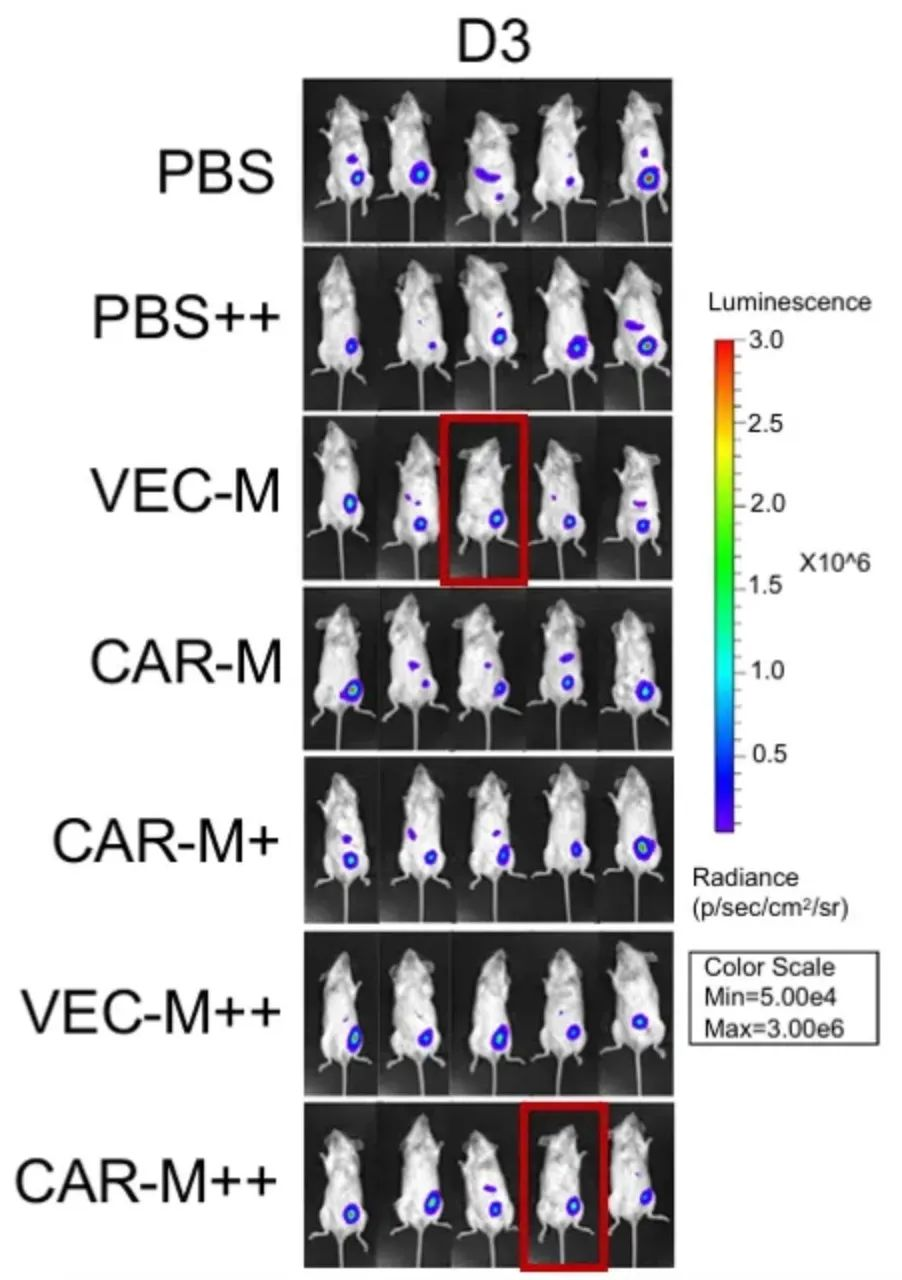 D3
PBS
PBS++
VEC-M
CAR-M
CAR-M+
VEC-M++
CAR-M++
Luminescence
3.0
2.5
2.0
1.5
1.0
0.5
X10^6
Radiance
(p/sec/cm²/sr)
Color Scale
Min=5.00e4
Max=3.00e6